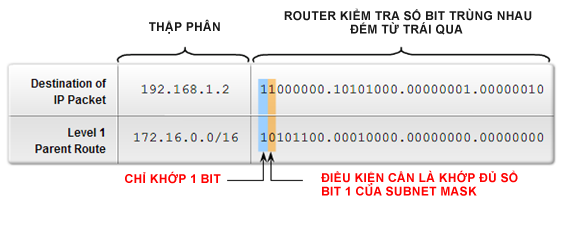 THẬP PHÂN
ROUTER KIỂM TRA SỐ BIT TRÙNG NHAU
ĐẾM TỪ TRÁI QUA
Destination of
IP Packet
192.168.1.2
11000000.10101000.00000001.00000010
Level 1
Parent Route
172.16.0.0/16
10101100.00010000.00000000.00000000
CHỈ KHỚP 1 BIT
ĐIỀU KIỆN CẦN LÀ KHỚP ĐỦ SỐ
BIT 1 CỦA SUBNET MASK